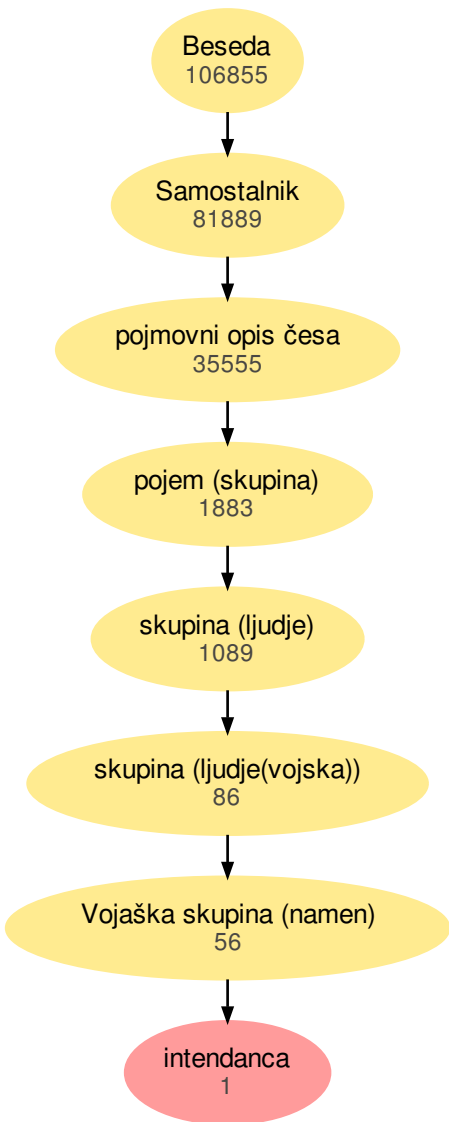 Beseda
106855
Samostalnik
81889
pojmovni opis česa
35555
pojem (skupina)
1883
skupina (ljudje)
1089
skupina (ljudje(vojska))
86
Vojaška skupina (namen)
56
intendanca
1